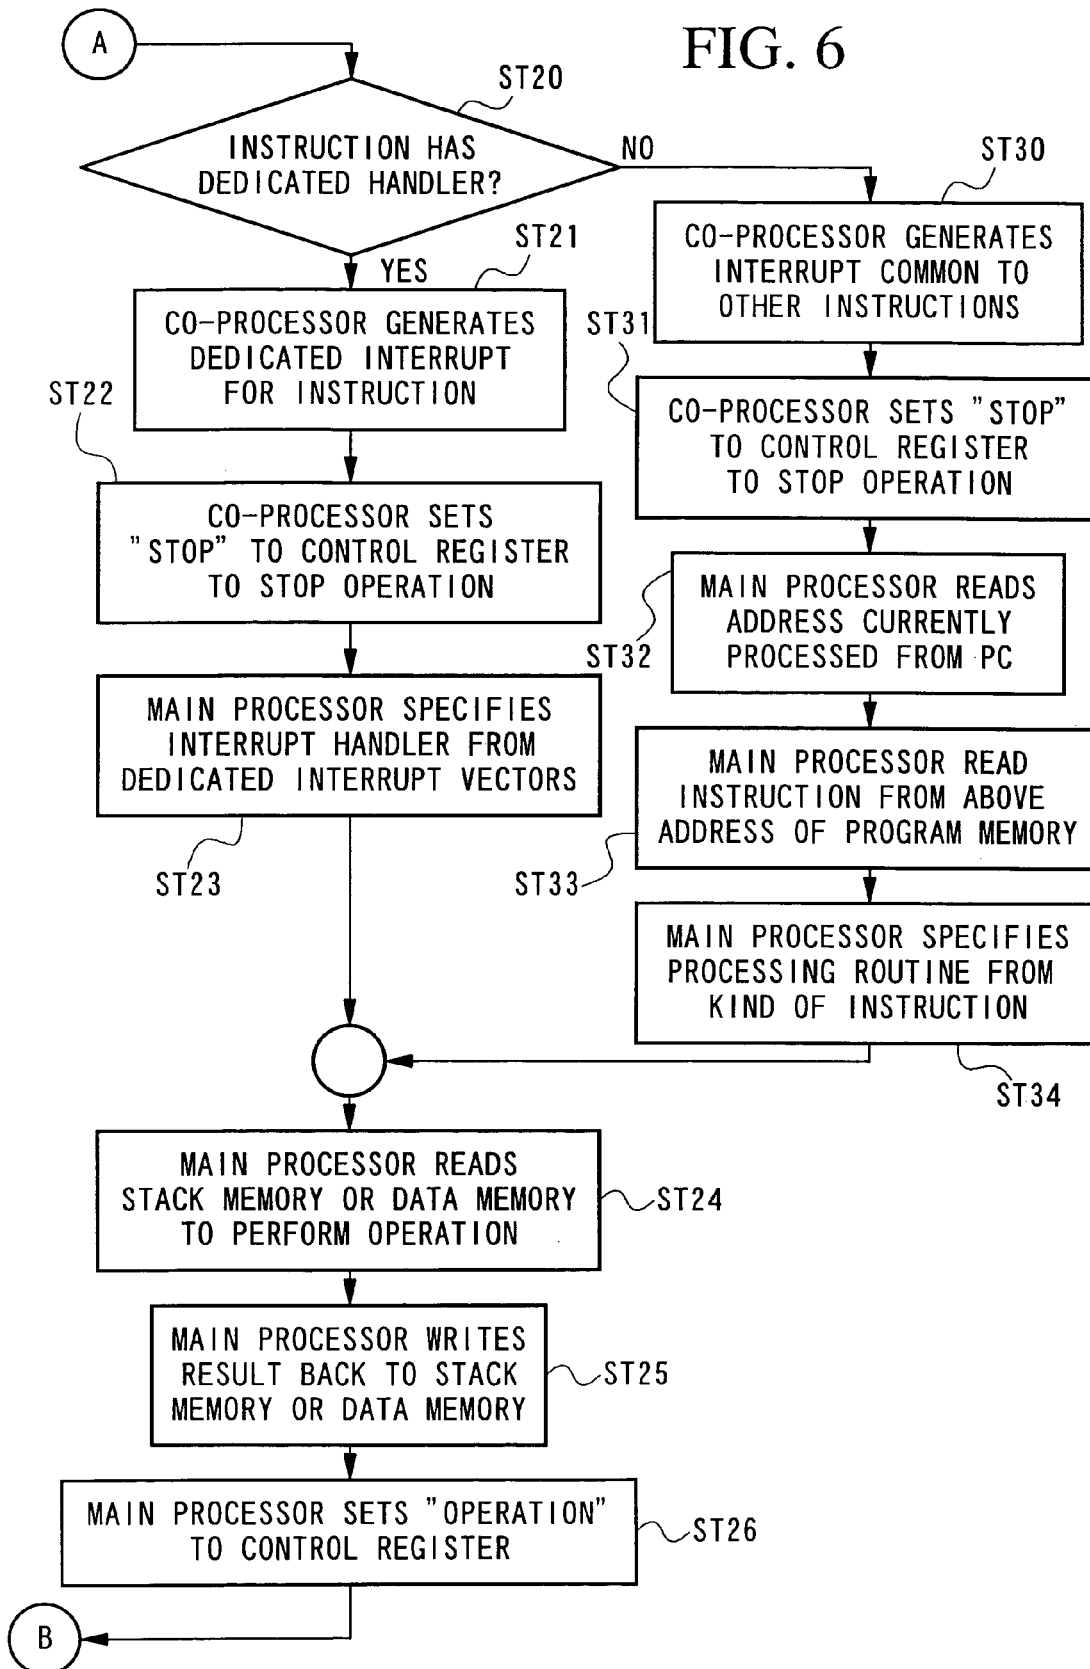 FIG. 6
A
ST20
INSTRUCTION HAS
DEDICATED HANDLER?
NO
YES
ST21
CO-PROCESSOR GENERATES
DEDICATED INTERRUPT
FOR INSTRUCTION
ST22
CO-PROCESSOR SETS
"STOP" TO CONTROL REGISTER
TO STOP OPERATION
MAIN PROCESSOR SPECIFIES
INTERRUPT HANDLER FROM
DEDICATED INTERRUPT VECTORS
ST23
ST30
CO-PROCESSOR GENERATES
INTERRUPT COMMON TO
OTHER INSTRUCTIONS
ST31
CO-PROCESSOR SETS "STOP"
TO CONTROL REGISTER
TO STOP OPERATION
MAIN PROCESSOR READS
ADDRESS CURRENTLY
PROCESSED FROM PC
ST32
MAIN PROCESSOR READ
INSTRUCTION FROM ABOVE
ADDRESS OF PROGRAM MEMORY
ST33
MAIN PROCESSOR SPECIFIES
PROCESSING ROUTINE FROM
KIND OF INSTRUCTION
ST34
MAIN PROCESSOR READS
STACK MEMORY OR DATA MEMORY
TO PERFORM OPERATION
ST24
MAIN PROCESSOR WRITES
RESULT BACK TO STACK
MEMORY OR DATA MEMORY
ST25
MAIN PROCESSOR SETS "OPERATION"
TO CONTROL REGISTER
ST26
B